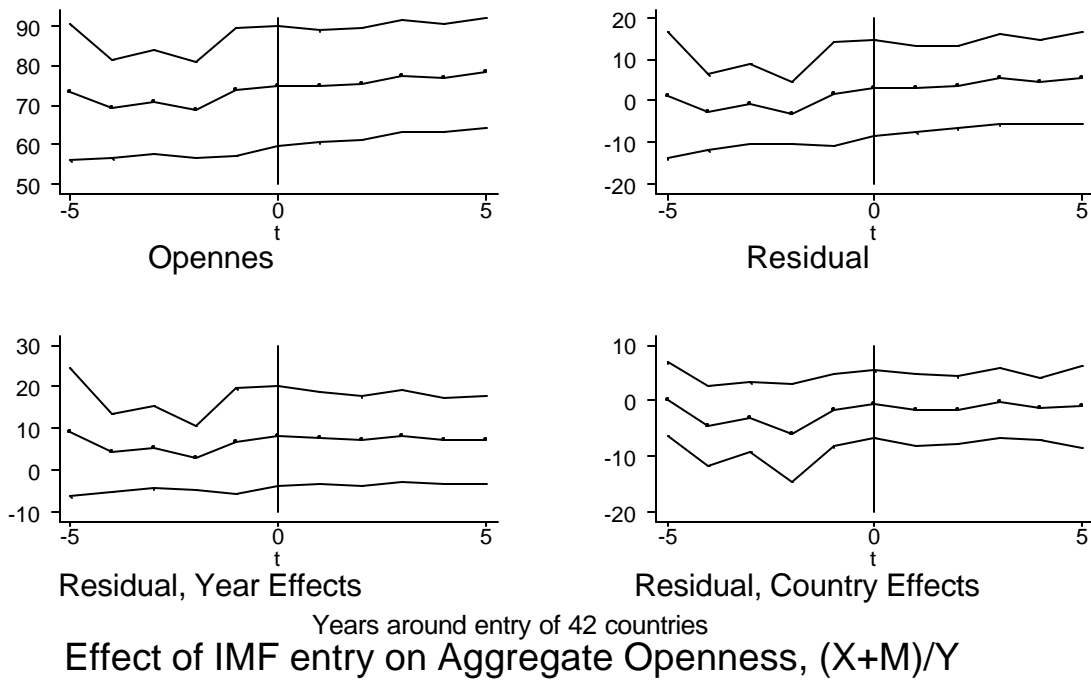 90
80
70
60
50
-5 0 5
t
Opennes
20
10
0
-10
-20
-5 0 5
t
Residual
30
20
10
0
-10
-5 0 5
t
Residual, Year Effects
10
0
-10
-20
-5 0 5
t
Residual, Country Effects
Years around entry of 42 countries
Effect of IMF entry on Aggregate Openness, (X+M)/Y